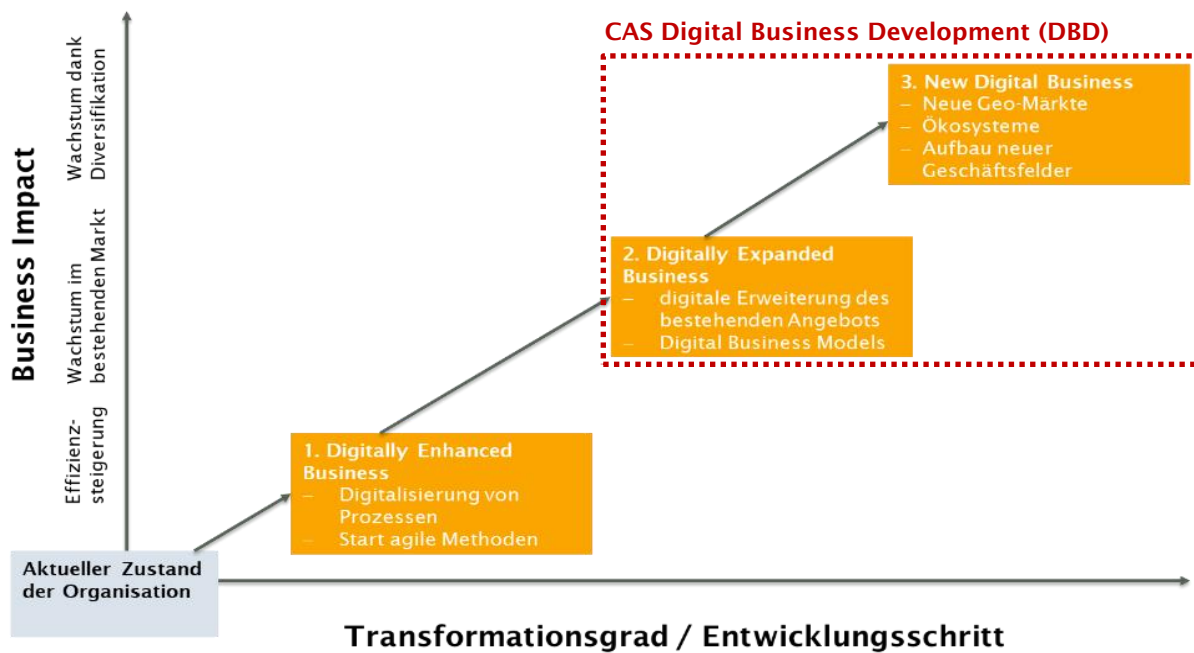 CAS Digital Business Development (DBD)
3. New Digital Business
– Neue Geo-Märkte
– Ökosysteme
– Aufbau neuer
Geschäftsfelder
2. Digitally Expanded
Business
– digitale Erweiterung des
bestehenden Angebots
– Digital Business Models
1. Digitally Enhanced
Business
– Digitalisierung von
Prozessen
– Start agile Methoden
Aktueller Zustand
der Organisation
Business Impact
Wachstum dank
Diversifikation
Wachstum im
bestehenden Markt
Effizienz-
steigerung
Transformationsgrad / Entwicklungsschritt